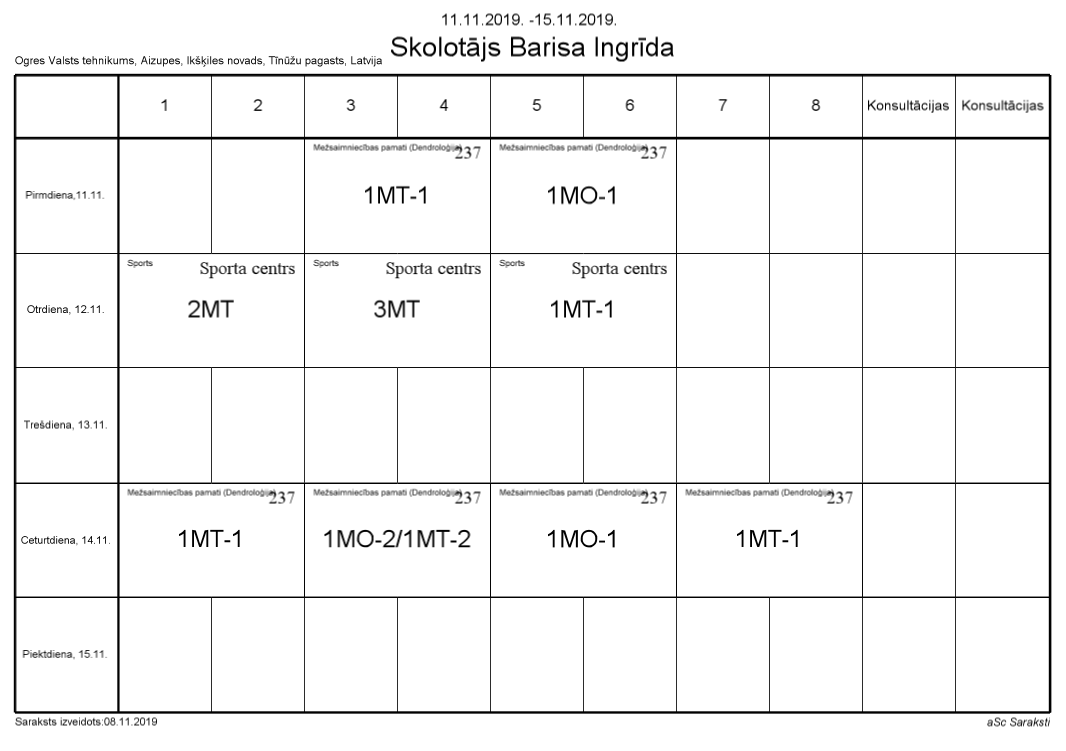 11.11.2019. -15.11.2019.
Skolotājs Barisa Ingrīda
Ogres Valsts tehnikums, Aizupes, Ikšķiles novads, Tīnūžu pagasts, Latvija
1 2 3 4 5 6 7 8 Konsultācijas Konsultācijas
Pirmdiena,11.11.
Mežsaimniecības pamati (Dendroloģija) 237
1MT-1
Mežsaimniecības pamati (Dendroloģija) 237
1MO-1
Otrdiena, 12.11.
Sports Sporta centrs
2MT
Sports Sporta centrs
3MT
Sports Sporta centrs
1MT-1
Trešdiena, 13.11.
Ceturtdiena, 14.11.
Mežsaimniecības pamati (Dendroloģija) 237
1MT-1
Mežsaimniecības pamati (Dendroloģija) 237
1MO-2/1MT-2
Mežsaimniecības pamati (Dendroloģija) 237
1MO-1
Mežsaimniecības pamati (Dendroloģija) 237
1MT-1
Piektdiena, 15.11.
Saraksts izveidots:08.11.2019
aSc Saraksti